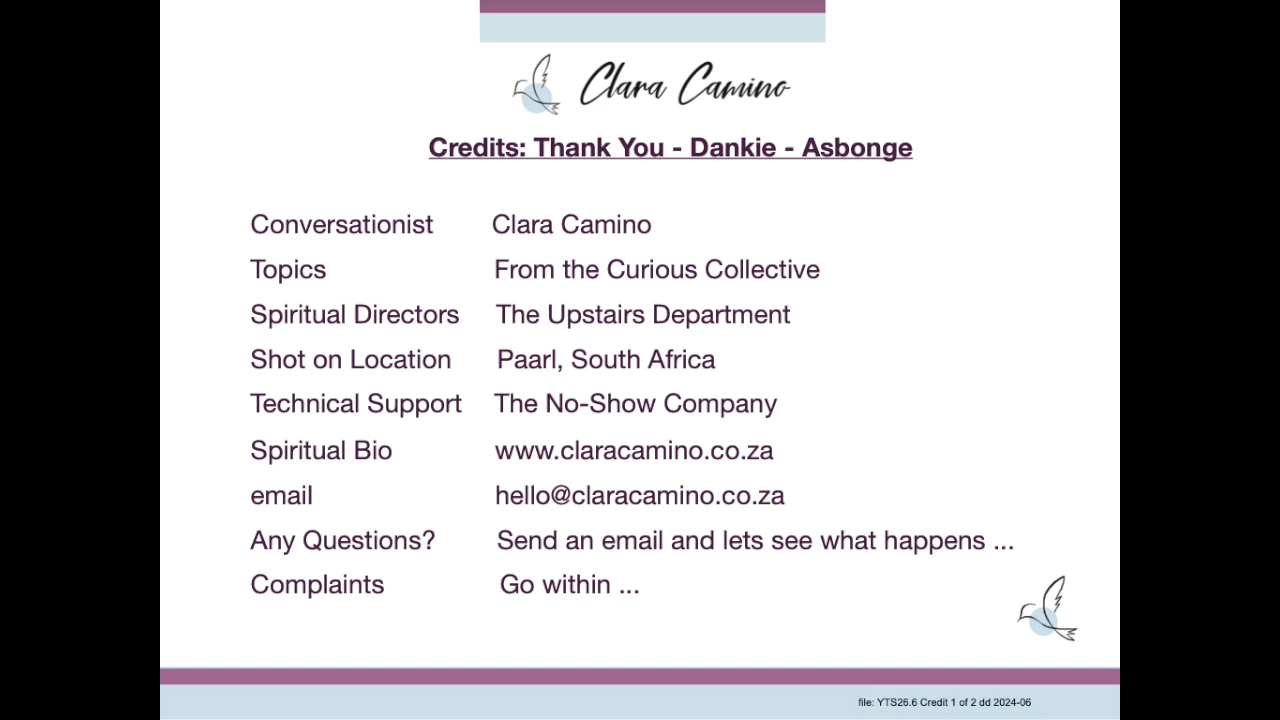 Clara Camino
Credits: Thank You - Dankie - Asbonge
Conversationist Clara Camino
Topics From the Curious Collective
Spiritual Directors The Upstairs Department
Shot on Location Paarl, South Africa
Technical Support The No-Show Company
Spiritual Bio www.claracamino.co.za
email hello@claracamino.co.za
Any Questions? Send an email and lets see what happens ...
Complaints Go within ...
file: YTS26.6 Credit 1 of 2 dd 2024-06